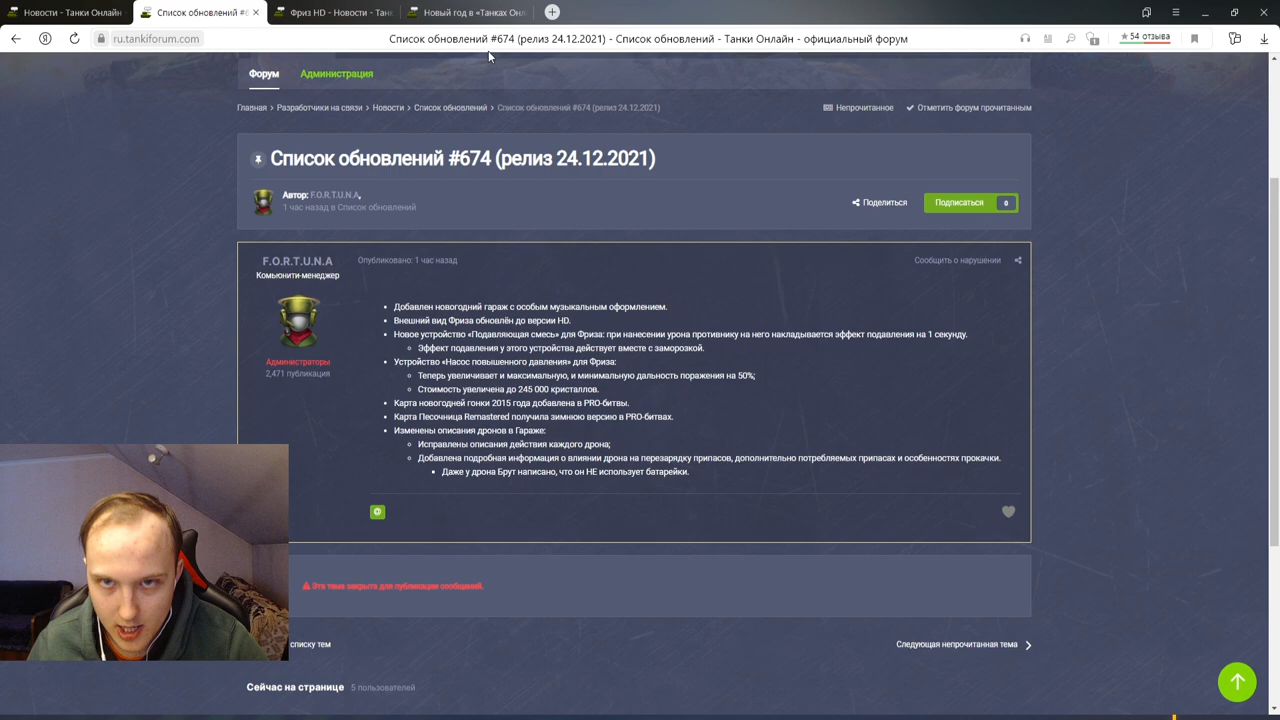 Новости - Танки Онлайн
Список обновлений #674 (рел
Фриз HD - Новости - Танк
Новый год в «Танках Онл
ru.tankiforum.com
Список обновлений #674 (релиз 24.12.2021) - Список обновлений - Танки Онлайн - официальный форум
★54 отзыва
Форум
Администрация
Главная › Разработчики на связи › Новости › Список обновлений › Список обновлений #674 (релиз 24.12.2021)
Непрочитанное
Отметить форум прочитанным
Список обновлений #674 (релиз 24.12.2021)
Автор: F.O.R.T.U.N.A,
1 час назад в Список обновлений
Поделиться
Подписаться
0
F.O.R.T.U.N.A
Комьюнити-менеджер
Администраторы
2,471 публикация
Опубликовано: 1 час назад
Сообщить о нарушении
Добавлен новогодний гараж с особым музыкальным оформлением.
Внешний вид Фриза обновлён до версии HD.
Новое устройство «Подавляющая смесь» для Фриза: при нанесении урона противнику на него накладывается эффект подавления на 1 секунду.
Эффект подавления у этого устройства действует вместе с заморозкой.
Устройство «Насос повышенного давления» для Фриза:
Теперь увеличивает и максимальную, и минимальную дальность поражения на 50%;
Стоимость увеличена до 245 000 кристаллов.
Карта новогодней гонки 2015 года добавлена в PRO-битвы.
Карта Песочница Remastered получила зимнюю версию в PRO-битвах.
Изменены описания дронов в Гараже:
Исправлены описания действия каждого дрона;
Добавлена подробная информация о влиянии дрона на перезарядку припасов, дополнительно потребляемых припасах и особенностях прокачки.
Даже у дрона Брут написано, что он НЕ использует батарейки.
Эта тема закрыта для публикации сообщений.
списку тем
Следующая непрочитанная тема
Сейчас на странице 5 пользователей